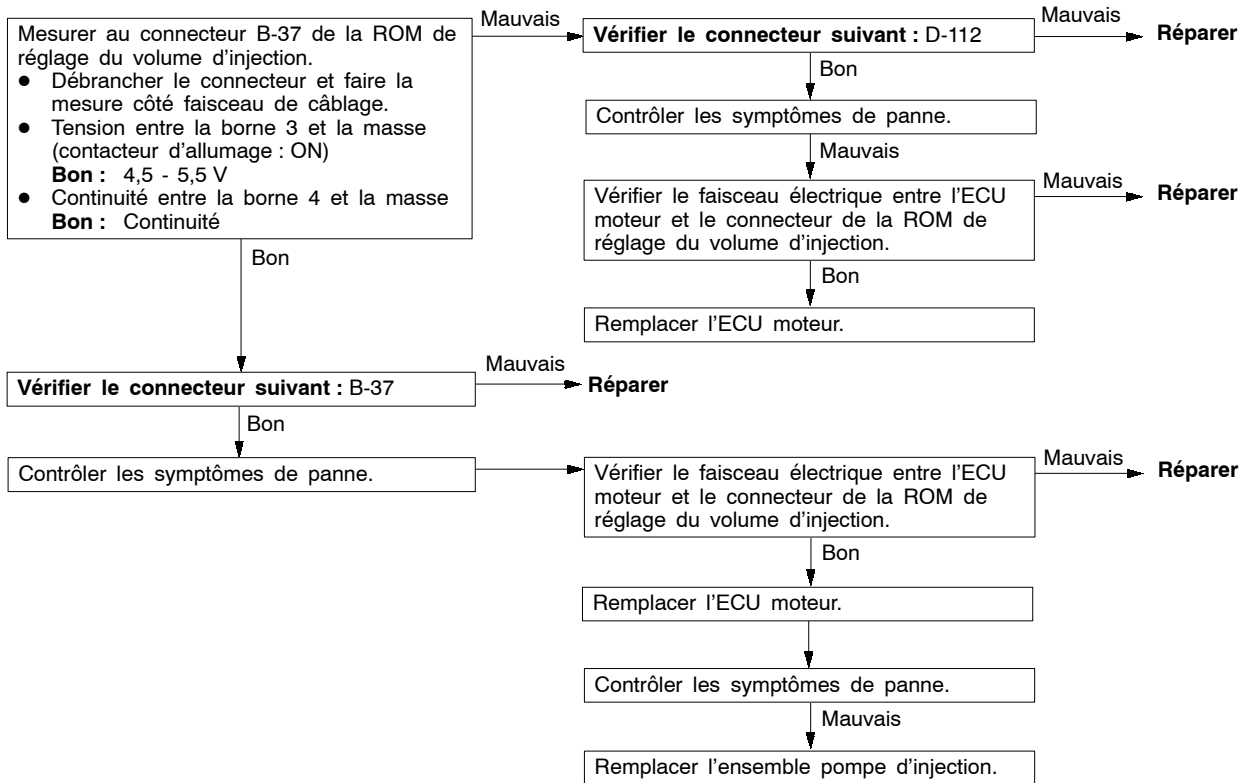 Mesurer au connecteur B-37 de la ROM de
réglage du volume d'injection.
● Débrancher le connecteur et faire la
mesure côté faisceau de câblage.
● Tension entre la borne 3 et la masse
(contacteur d'allumage : ON)
Bon : 4,5 - 5,5 V
● Continuité entre la borne 4 et la masse
Bon : Continuité
Mauvais
Vérifier le connecteur suivant : D-112
Mauvais
Réparer
Bon
Contrôler les symptômes de panne.
Mauvais
Vérifier le faisceau électrique entre l'ECU
moteur et le connecteur de la ROM de
réglage du volume d'injection.
Mauvais
Réparer
Bon
Remplacer l'ECU moteur.
Bon
Vérifier le connecteur suivant : B-37
Mauvais
Réparer
Bon
Contrôler les symptômes de panne.
Vérifier le faisceau électrique entre l'ECU
moteur et le connecteur de la ROM de
réglage du volume d'injection.
Mauvais
Réparer
Bon
Remplacer l'ECU moteur.
Contrôler les symptômes de panne.
Mauvais
Remplacer l'ensemble pompe d'injection.